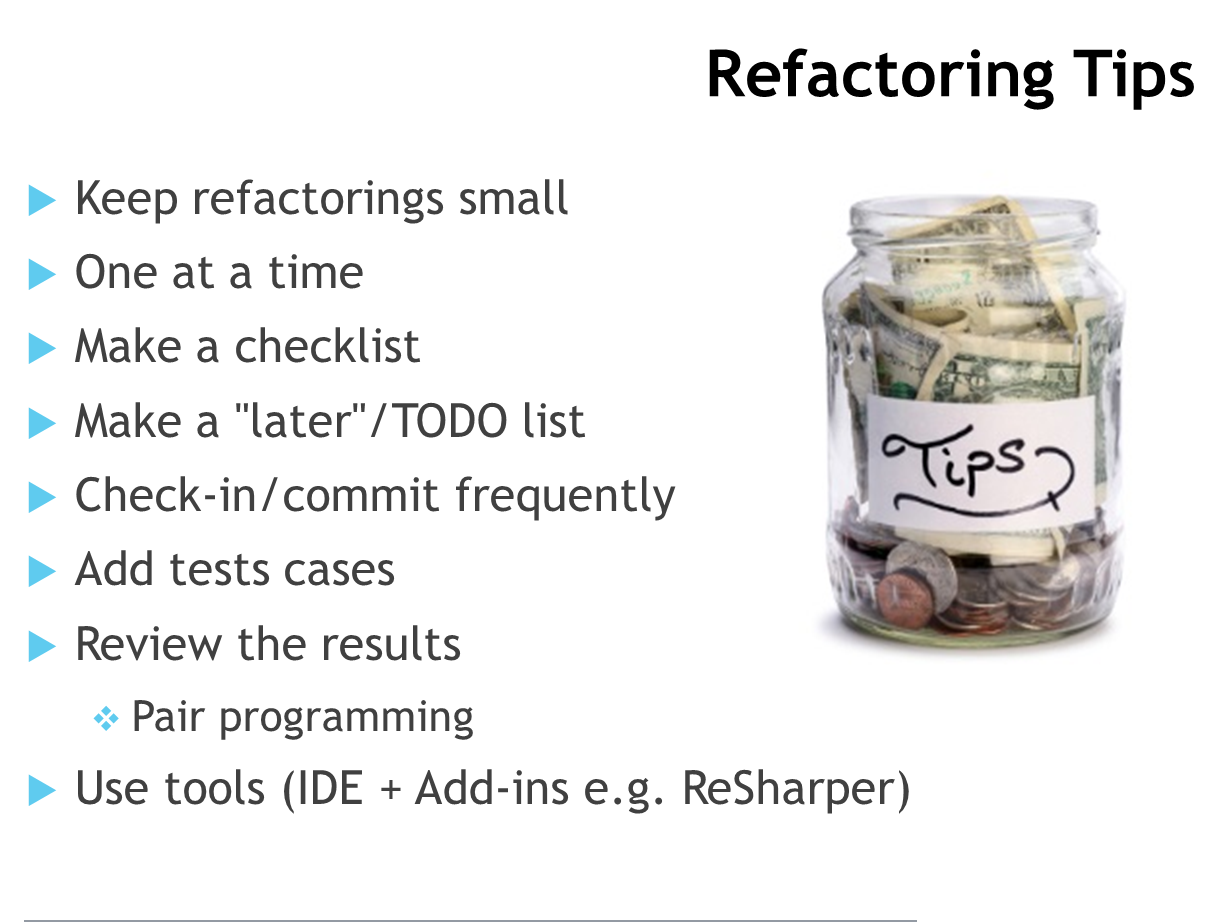 Refactoring Tips
Keep refactorings small
One at a time
Make a checklist
Make a "later"/TODO list
Check-in/commit frequently
Add tests cases
Review the results
Pair programming
Use tools (IDE + Add-ins e.g. ReSharper)
Tips